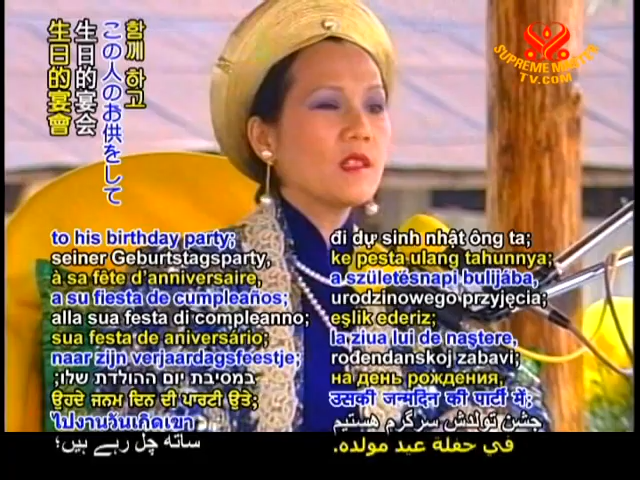 함께 하고
この人のお供をして
生日的宴会
生日的宴會
SUPREME MASTER
TV.COM
to his birthday party;
seiner Geburtstagsparty,
à sa fête d'anniversaire,
a su fiesta de cumpleaños;
alla sua festa di compleanno;
sua festa de aniversário;
naar zijn verjaardagsfeestje;
במסיבת יום ההולדת שלו;
ਉਹਦੇ ਜਨਮ ਦਿਨ ਦੀ ਪਾਰਟੀ ਉਤੇ;
ไปงานวันเกิดเขา
ساتھ چل رہے ہیں؛
đi dự sinh nhật ông ta;
ke pesta ulang tahunnya;
a születésnapi bulijába,
urodzinowego przyjęcia;
eşlik ederiz;
la ziua lui de naştere,
rođendanskoj zabavi;
на день рождения,
उसकी जन्मदिन की पार्टी में;
جشن تولدش سرگرم هستیم
في حفلة عيد مولده.